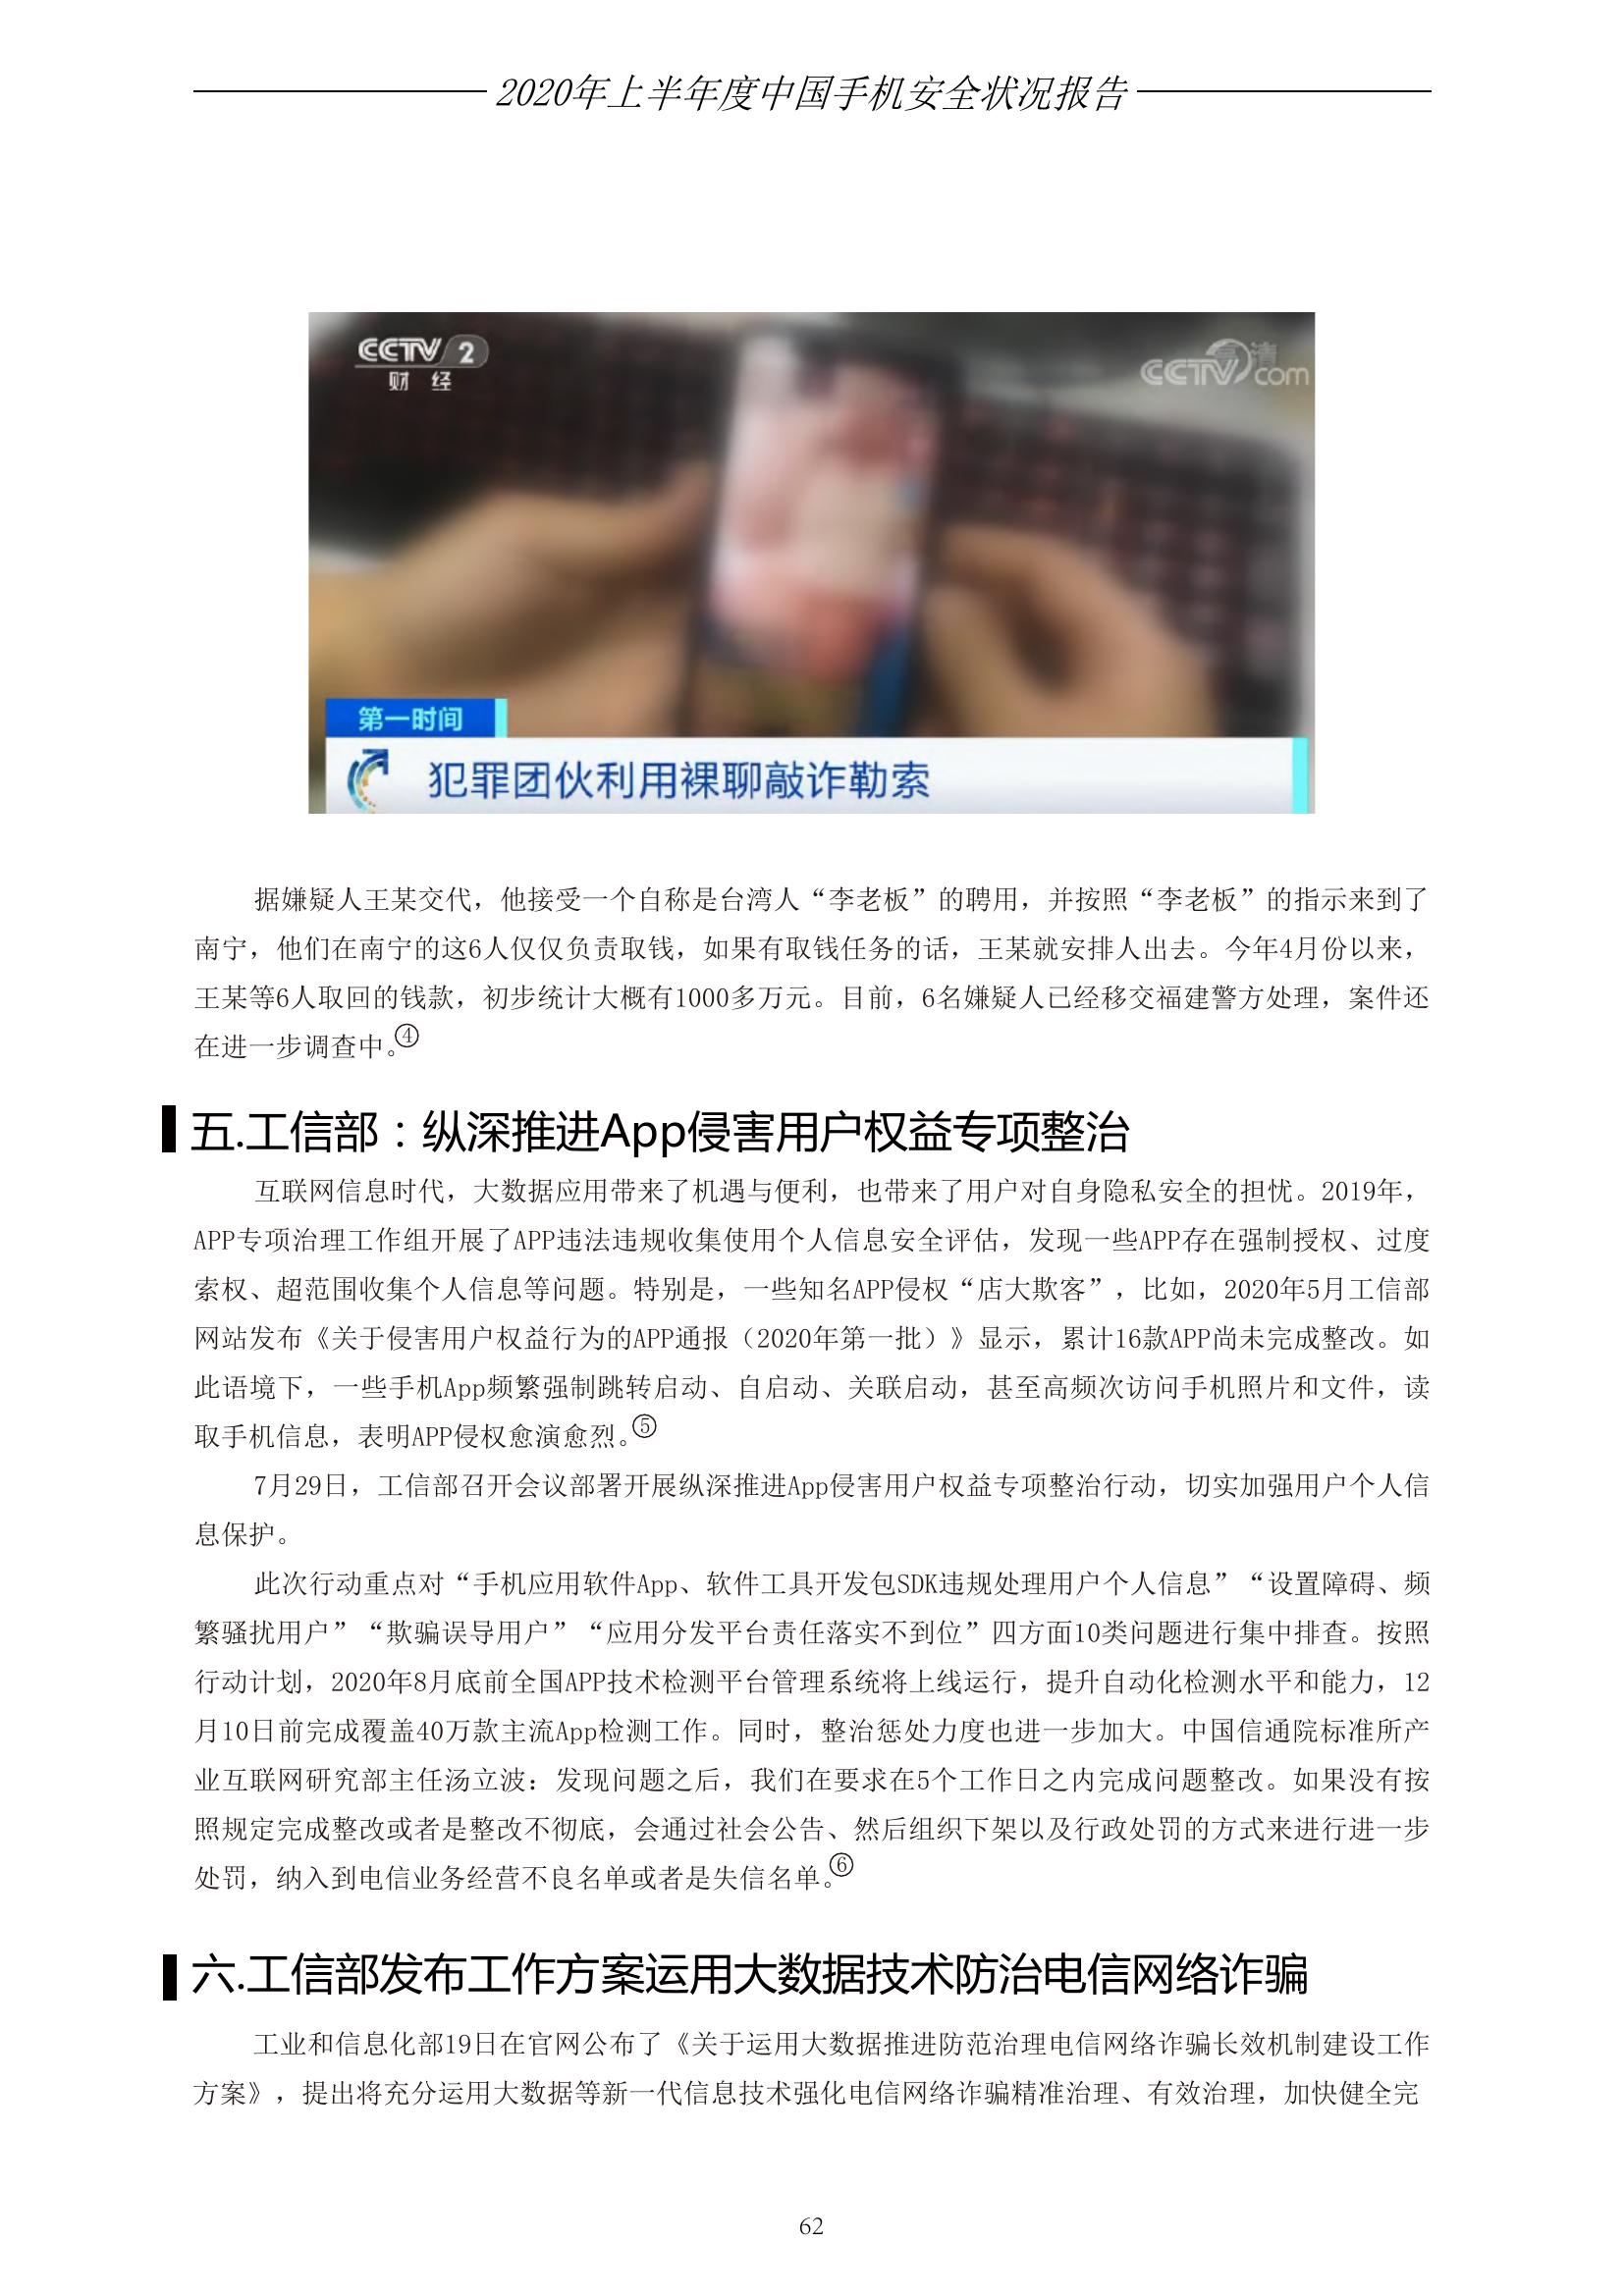 2020年上半年度中国手机安全状况报告
CCTV 2
财 经
高清
CCTV com
第一时间
犯罪团伙利用裸聊敲诈勒索
据嫌疑人王某交代，他接受一个自称是台湾人“李老板”的聘用，并按照“李老板”的指示来到了
南宁，他们在南宁的这6人仅仅负责取钱，如果有取钱任务的话，王某就安排人出去。今年4月份以来，
王某等6人取回的钱款，初步统计大概有1000多万元。目前，6名嫌疑人已经移交福建警方处理，案件还
在进一步调查中。④
五.工信部：纵深推进App侵害用户权益专项整治
互联网信息时代，大数据应用带来了机遇与便利，也带来了用户对自身隐私安全的担忧。2019年，
APP专项治理工作组开展了APP违法违规收集使用个人信息安全评估，发现一些APP存在强制授权、过度
索权、超范围收集个人信息等问题。特别是，一些知名APP侵权“店大欺客”，比如，2020年5月工信部
网站发布《关于侵害用户权益行为的APP通报（2020年第一批）》显示，累计16款APP尚未完成整改。如
此语境下，一些手机App频繁强制跳转启动、自启动、关联启动，甚至高频次访问手机照片和文件，读
取手机信息，表明APP侵权愈演愈烈。⑤
7月29日，工信部召开会议部署开展纵深推进App侵害用户权益专项整治行动，切实加强用户个人信
息保护。
此次行动重点对“手机应用软件App、软件工具开发包SDK违规处理用户个人信息”“设置障碍、频
繁骚扰用户”“欺骗误导用户”“应用分发平台责任落实不到位”四方面10类问题进行集中排查。按照
行动计划，2020年8月底前全国APP技术检测平台管理系统将上线运行，提升自动化检测水平和能力，12
月10日前完成覆盖40万款主流App检测工作。同时，整治惩处力度也进一步加大。中国信通院标准所产
业互联网研究部主任汤立波：发现问题之后，我们在要求在5个工作日之内完成问题整改。如果没有按
照规定完成整改或者是整改不彻底，会通过社会公告、然后组织下架以及行政处罚的方式来进行进一步
处罚，纳入到电信业务经营不良名单或者是失信名单。⑥
六.工信部发布工作方案运用大数据技术防治电信网络诈骗
工业和信息化部19日在官网公布了《关于运用大数据推进防范治理电信网络诈骗长效机制建设工作
方案》，提出将充分运用大数据等新一代信息技术强化电信网络诈骗精准治理、有效治理，加快健全完
62